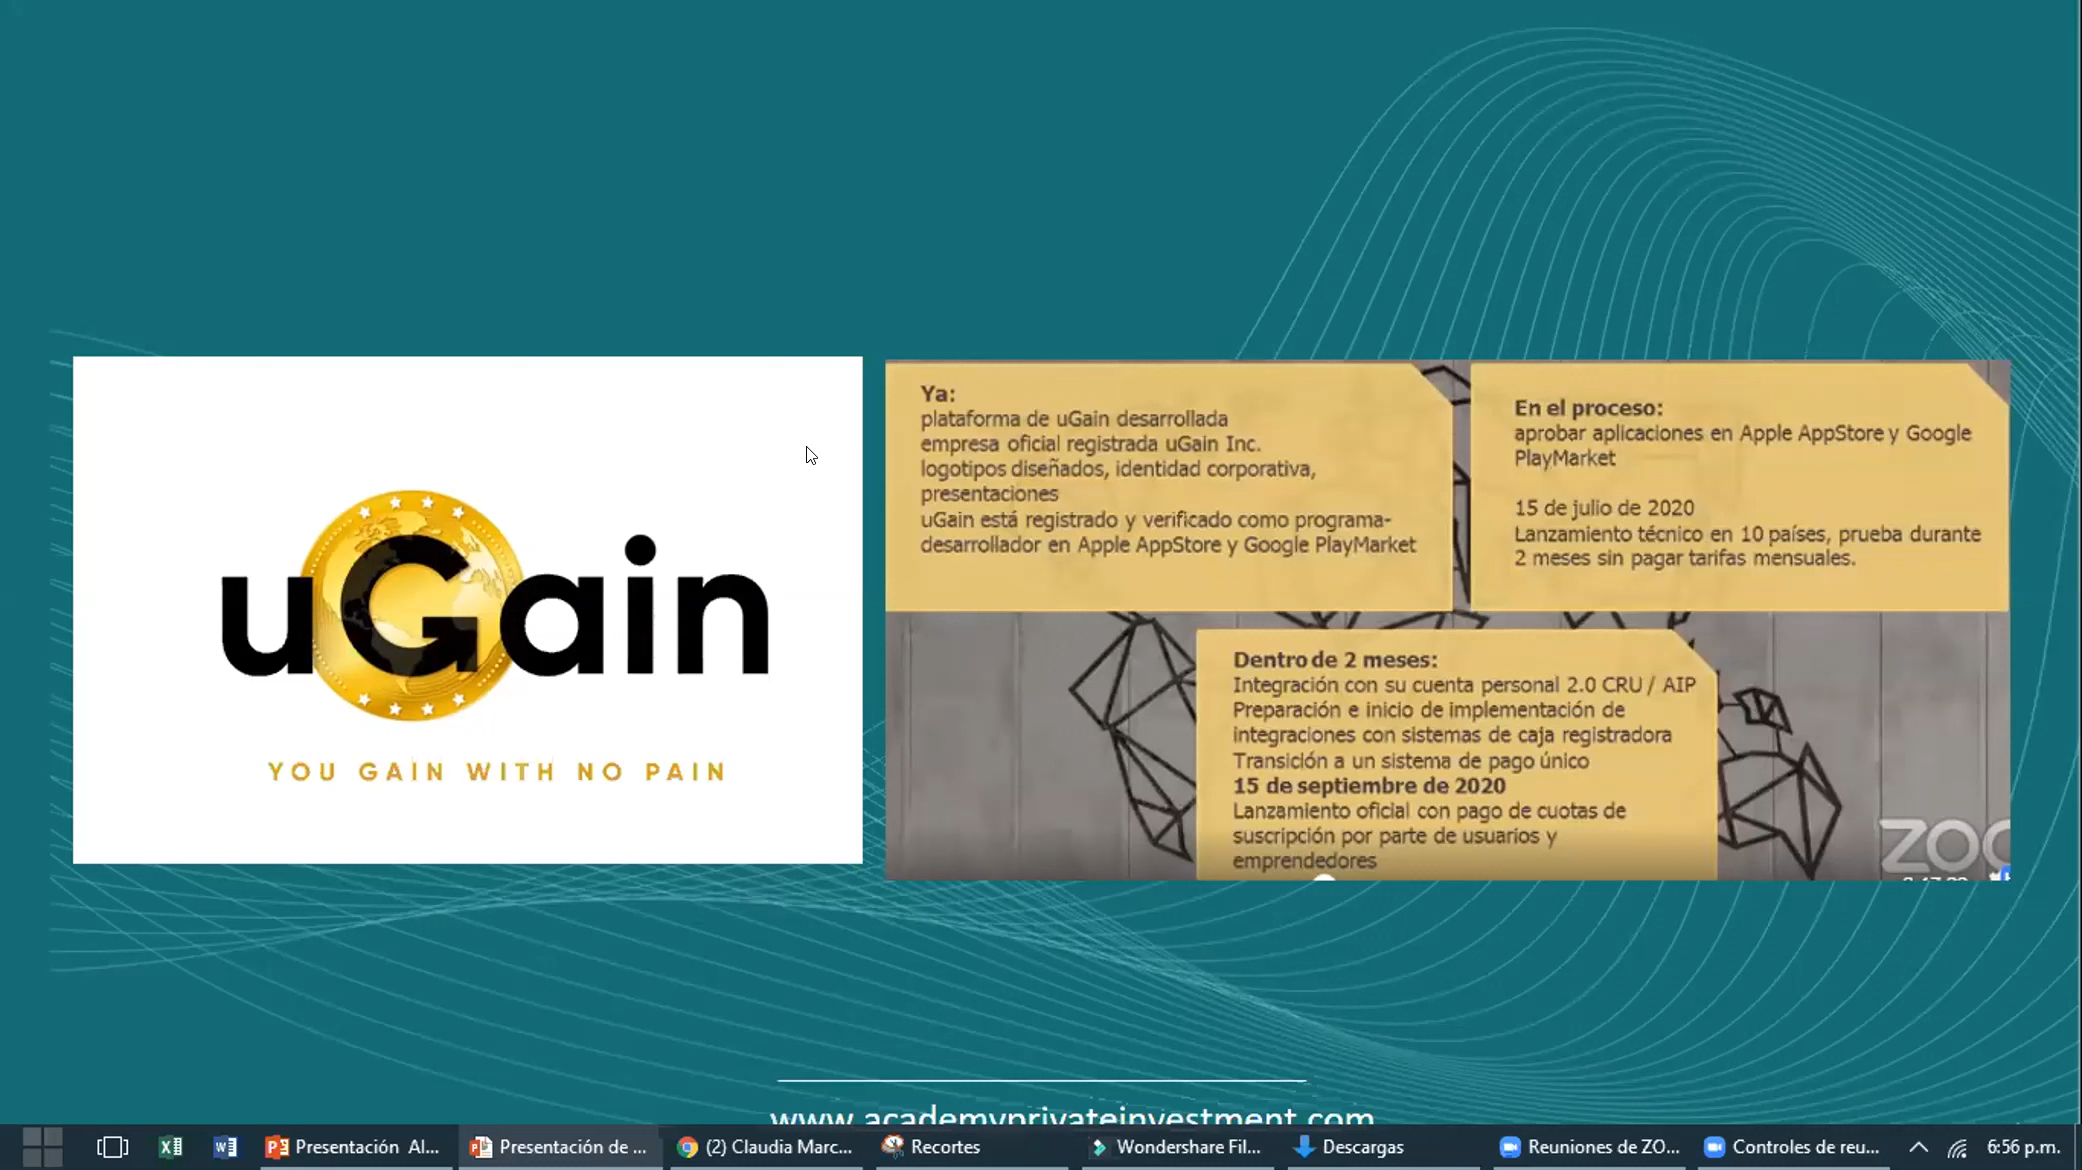 uGain
YOU GAIN WITH NO PAIN
Ya:
plataforma de uGain desarrollada
empresa oficial registrada uGain Inc.
logotipos diseñados, identidad corporativa,
presentaciones
uGain está registrado y verificado como programa-
desarrollador en Apple AppStore y Google PlayMarket
En el proceso:
aprobar aplicaciones en Apple AppStore y Google
PlayMarket
15 de julio de 2020
Lanzamiento técnico en 10 países, prueba durante
2 meses sin pagar tarifas mensuales.
Dentro de 2 meses:
Integración con su cuenta personal 2.0 CRU / AIP
Preparación e inicio de implementación de
integraciones con sistemas de caja registradora
Transición a un sistema de pago único
15 de septiembre de 2020
Lanzamiento oficial con pago de cuotas de
suscripción por parte de usuarios y
emprendedores
www.academyprivateinvestment.com
Presentación Al...
Presentación de ...
(2) Claudia Marc...
Recortes
Wondershare Fil...
Descargas
Reuniones de ZO...
Controles de reu...
6:56 p.m.